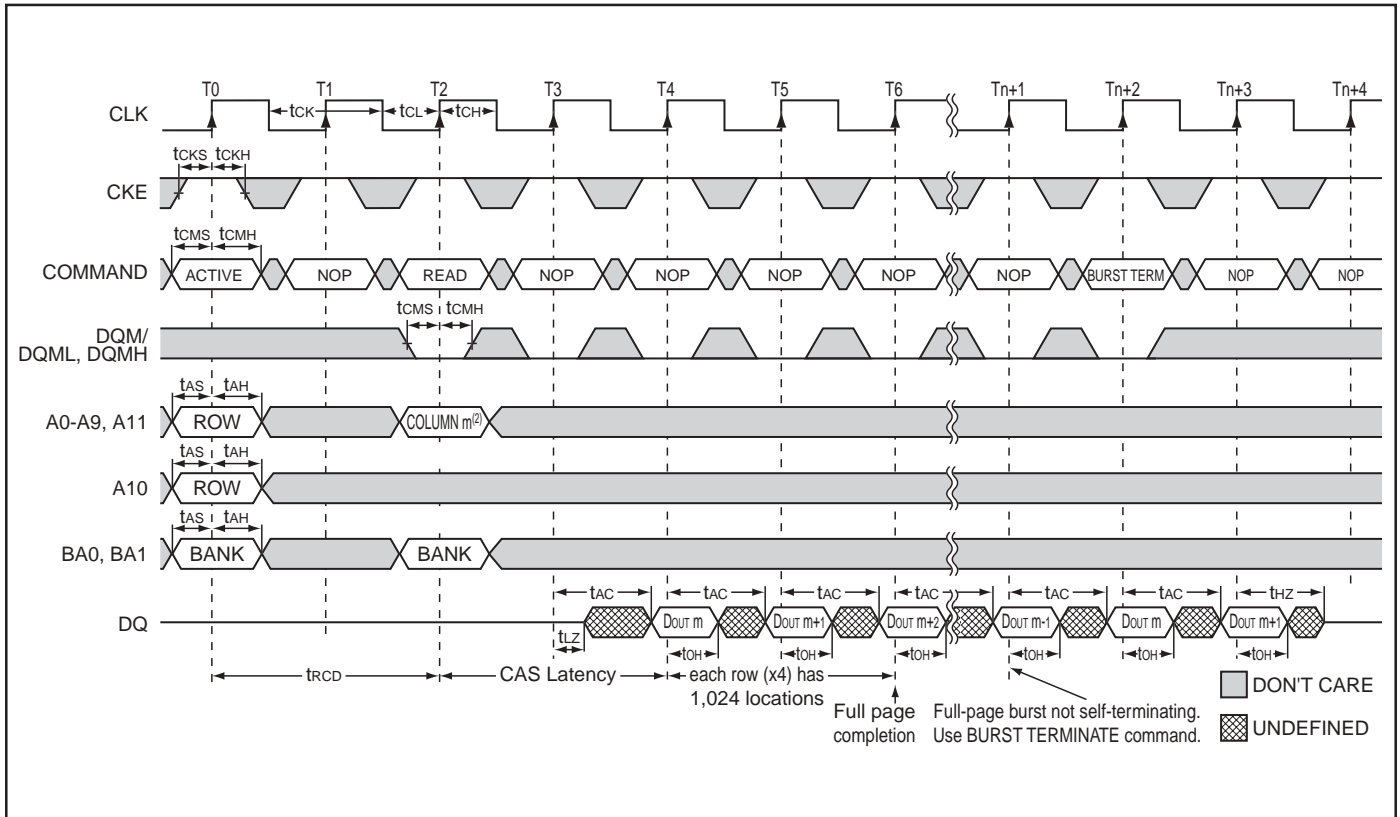 T0 T1 T2 T3 T4 T5 T6 Tn+1 Tn+2 Tn+3 Tn+4
CLK tCK tCL tCH
tCKS tCKH
CKE
tCMS tCMH
COMMAND ACTIVE NOP READ NOP NOP NOP NOP NOP BURST TERM NOP NOP
tCMS tCMH
DQM/
DQML, DQMH
tAS tAH
A0-A9, A11 ROW COLUMN m(2)
tAS tAH
A10 ROW
tAS tAH
BA0, BA1 BANK BANK
tAC tAC tAC tAC tAC tAC tHZ
DQ DOUT m DOUT m+1 DOUT m+2 DOUT m-1 DOUT m DOUT m+1
tLZ tOH tOH tOH tOH tOH tOH
tRCD CAS Latency each row (x4) has
1,024 locations
Full page
completion
Full-page burst not self-terminating.
Use BURST TERMINATE command.
DON'T CARE
UNDEFINED